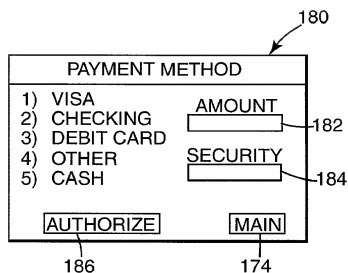 180
PAYMENT METHOD
1) VISA
2) CHECKING
3) DEBIT CARD
4) OTHER
5) CASH
AMOUNT
182
SECURITY
184
AUTHORIZE
MAIN
186
174